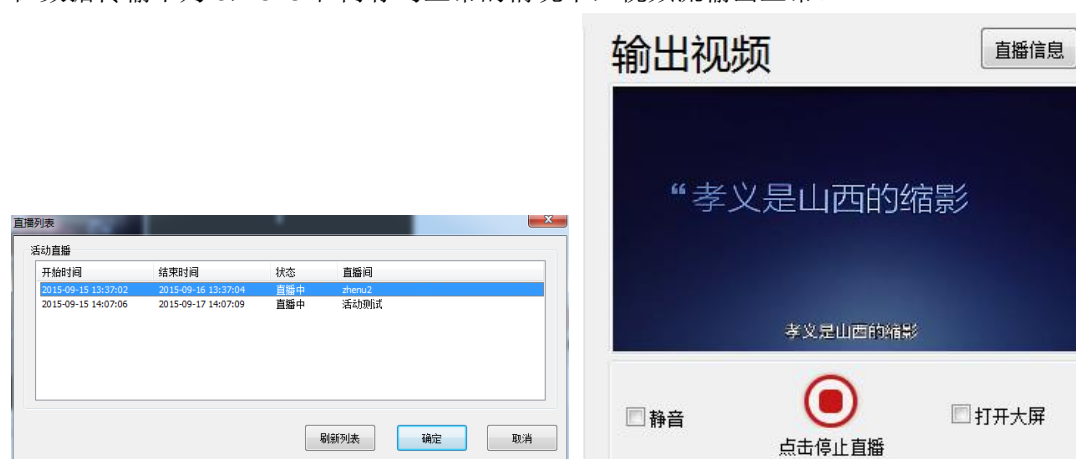 输出视频
直播信息
“孝义是山西的缩影
孝义是山西的缩影
静音
打开大屏
点击停止直播
直播列表
活动直播
开始时间 结束时间 状态 直播间
2015-09-15 13:37:02 2015-09-16 13:37:04 直播中 zhenu2
2015-09-15 14:07:06 2015-09-17 14:07:09 直播中 活动测试
刷新列表 确定 取消